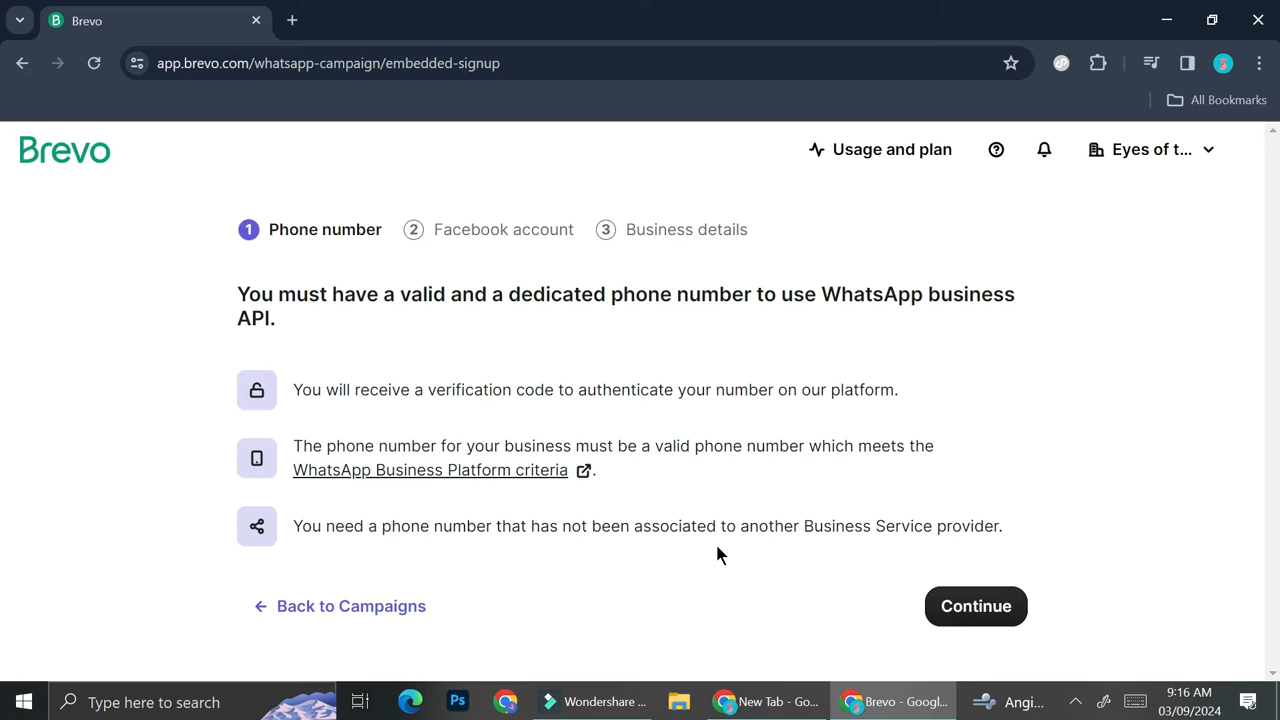 Brevo
app.brevo.com/whatsapp-campaign/embedded-signup
All Bookmarks
Brevo
Usage and plan
Eyes of t...
1 Phone number
2 Facebook account
3 Business details
You must have a valid and a dedicated phone number to use WhatsApp business
API.
You will receive a verification code to authenticate your number on our platform.
The phone number for your business must be a valid phone number which meets the
WhatsApp Business Platform criteria .
You need a phone number that has not been associated to another Business Service provider.
← Back to Campaigns
Continue
Type here to search
Ps
Wondershare ...
New Tab - Go...
Brevo - Googl...
Angi...
9:16 AM
03/09/2024